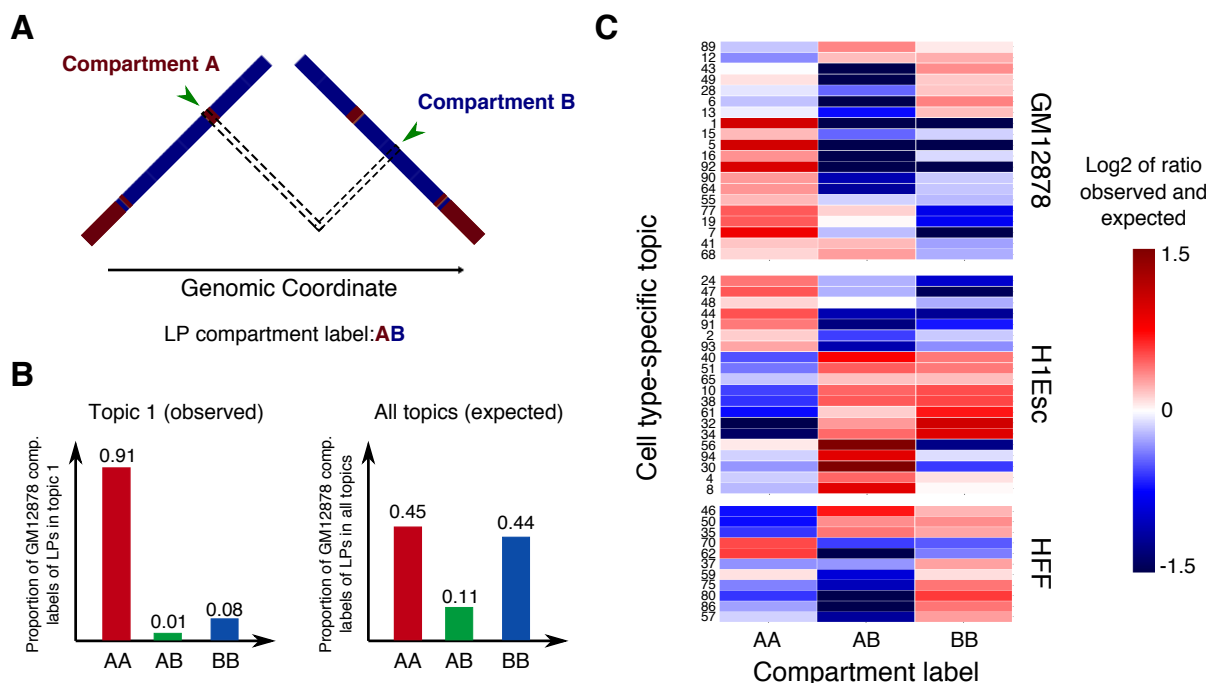 A
Compartment A
Compartment B
Genomic Coordinate
LP compartment label:AB
B
Topic 1 (observed)
Proportion of GM12878 comp.
labels of LPs in topic 1
0.91
0.01
0.08
AA
AB
BB
All topics (expected)
Proportion of GM12878 comp.
labels of LPs in all topics
0.45
0.11
0.44
AA
AB
BB
C
Cell type-specific topic
89
12
43
49
28
6
13
1
15
5
16
92
90
64
55
77
19
7
41
68
GM12878
24
47
48
44
91
2
93
40
51
65
10
38
61
32
34
56
94
30
4
8
H1Esc
46
50
35
70
62
37
59
75
80
86
57
HFF
AA
AB
BB
Compartment label
Log2 of ratio
observed and
expected
1.5
0
-1.5